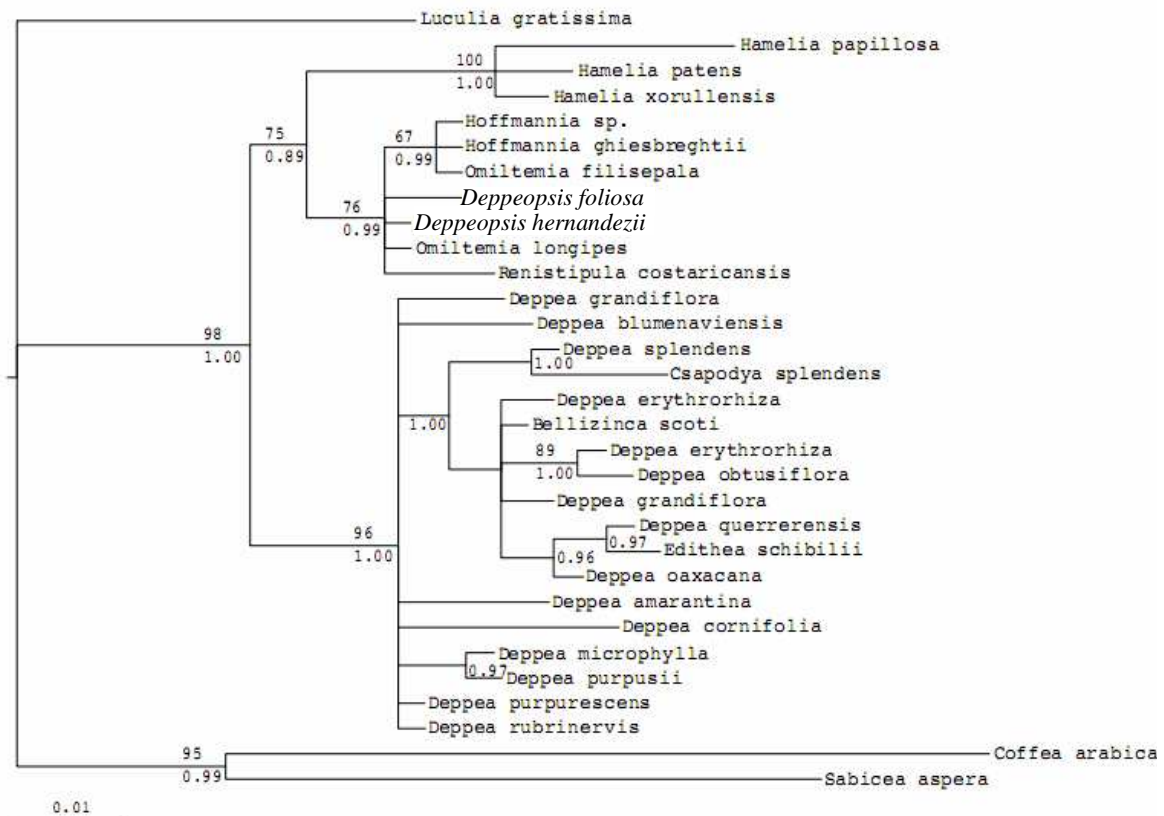 Luculia gratissima
Hamelia papillosa
100
Hamelia patens
1.00
Hamelia xorullensis
Hoffmannia sp.
75
67
Hoffmannia ghiesbreghtii
0.89
0.99
Omiltemia filisepala
Deppeopsis foliosa
76
Deppeopsis hernandezii
0.99
Omiltemia longipes
Renistipula costaricansis
Deppea grandiflora
Deppea blumenaviensis
98
1.00
Deppea splendens
1.00
Csapodya splendens
Deppea erythrorhiza
1.00
Bellizinca scoti
89
Deppea erythrorhiza
1.00
Deppea obtusiflora
Deppea grandiflora
96
Deppea querrerensis
0.97
Edithea schibilii
1.00
0.96
Deppea oaxacana
Deppea amarantina
Deppea cornifolia
Deppea microphylla
0.97
Deppea purpusii
Deppea purpurescens
Deppea rubrinervis
95
Coffea arabica
0.99
Sabicea aspera
0.01